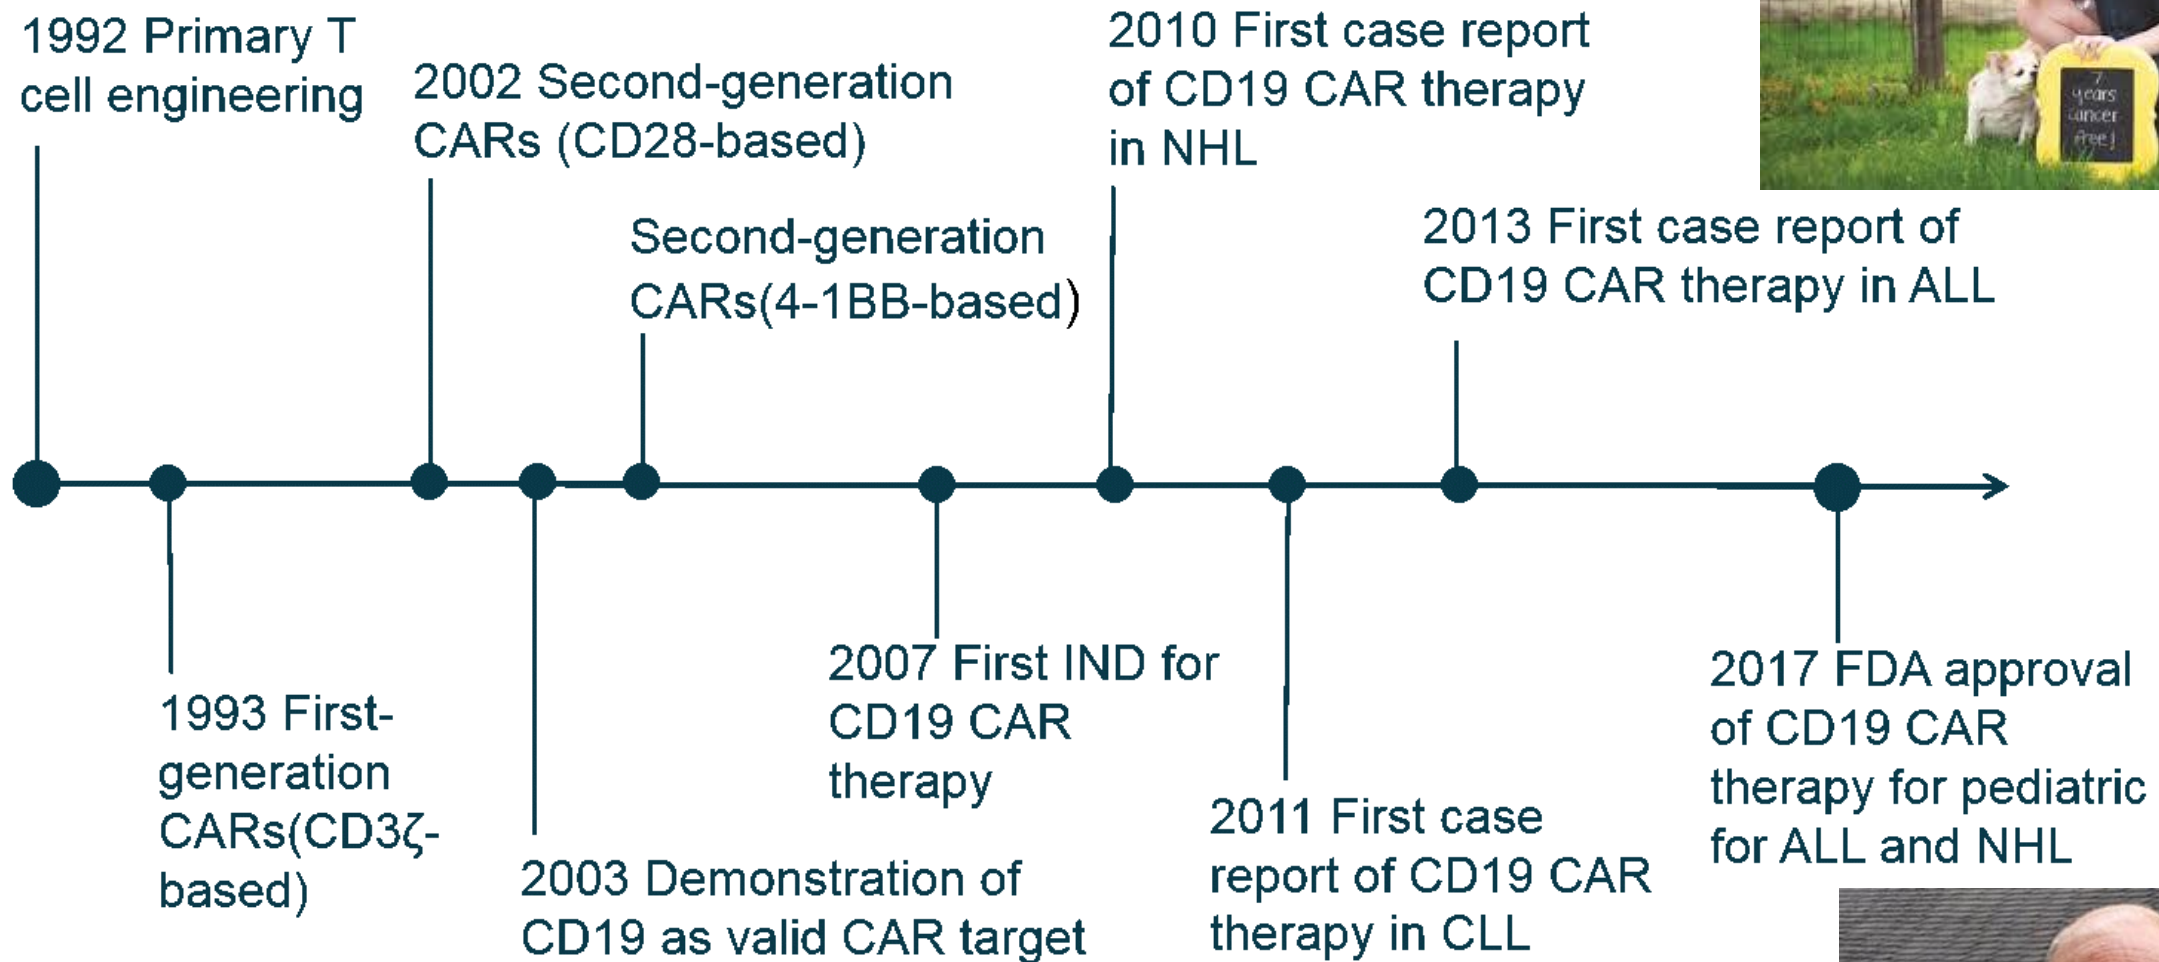 1992 Primary T
cell engineering
2002 Second-generation
CARs (CD28-based)
Second-generation
CARs(4-1BB-based)
2010 First case report
of CD19 CAR therapy
in NHL
7
years
cancer
free!
2013 First case report of
CD19 CAR therapy in ALL
1993 First-
generation
CARs(CD3ζ-
based)
2003 Demonstration of
CD19 as valid CAR target
2007 First IND for
CD19 CAR
therapy
2011 First case
report of CD19 CAR
therapy in CLL
2017 FDA approval
of CD19 CAR
therapy for pediatric
for ALL and NHL